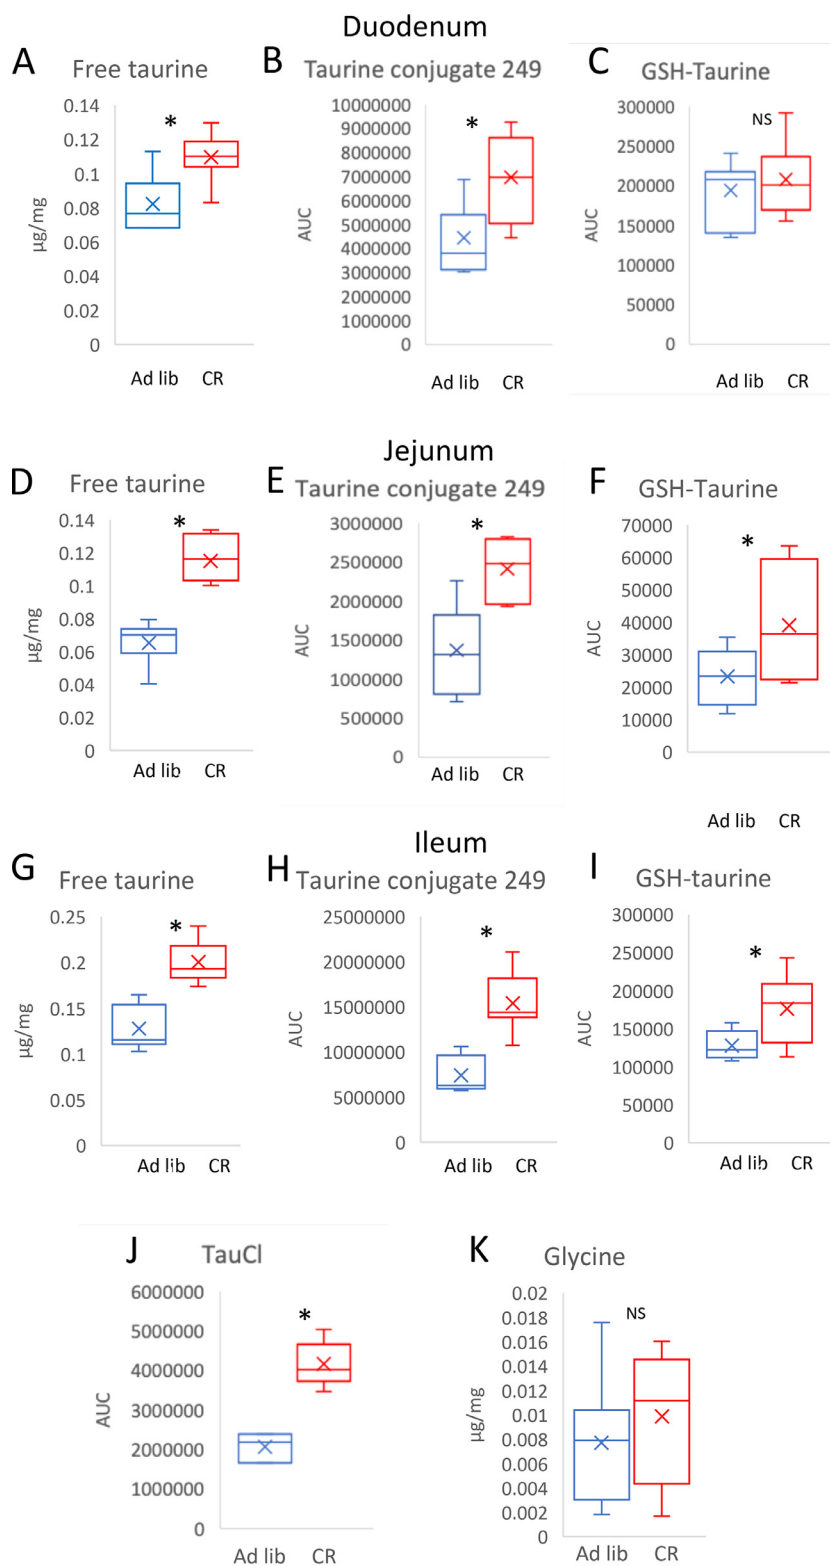 Duodenum
A
Free taurine
µg/mg
0.14
0.12
0.1
0.08
0.06
0.04
0.02
0
*
Ad lib CR
B
Taurine conjugate 249
AUC
10000000
9000000
8000000
7000000
6000000
5000000
4000000
3000000
2000000
1000000
0
*
Ad lib CR
C
GSH-Taurine
AUC
300000
250000
200000
150000
100000
50000
0
NS
Ad lib CR
Jejunum
D
Free taurine
µg/mg
0.14
0.12
0.1
0.08
0.06
0.04
0.02
0
*
Ad lib CR
E
Taurine conjugate 249
AUC
3000000
2500000
2000000
1500000
1000000
500000
0
*
Ad lib CR
F
GSH-Taurine
AUC
70000
60000
50000
40000
30000
20000
10000
0
*
Ad lib CR
Ileum
G
Free taurine
µg/mg
0.25
0.2
0.15
0.1
0.05
0
*
Ad lib CR
H
Taurine conjugate 249
AUC
25000000
20000000
15000000
10000000
5000000
0
*
Ad lib CR
I
GSH-taurine
AUC
300000
250000
200000
150000
100000
50000
0
*
Ad lib CR
J
TauCl
AUC
6000000
5000000
4000000
3000000
2000000
1000000
0
*
Ad lib CR
K
Glycine
µg/mg
0.02
0.018
0.016
0.014
0.012
0.01
0.008
0.006
0.004
0.002
0
NS
Ad lib CR